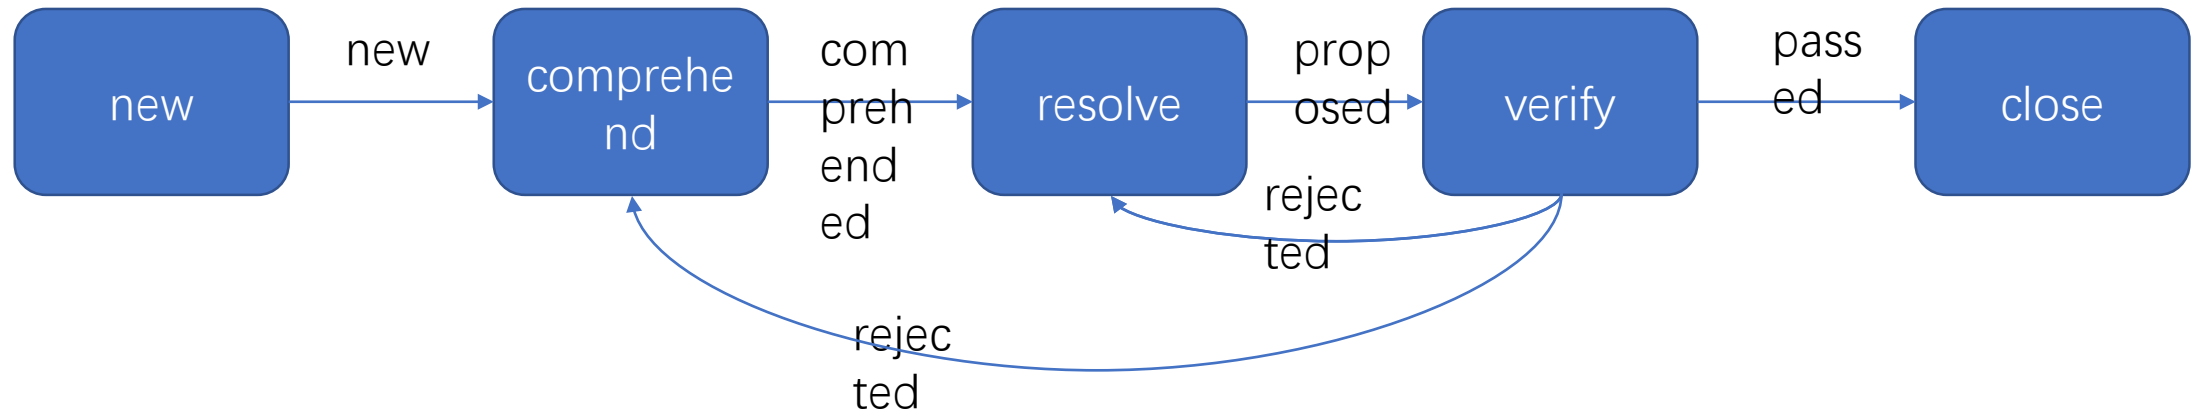 new
new
comprehe
nd
com
preh
end
ed
resolve
prop
osed
verify
pass
ed
close
rejec
ted
rejec
ted